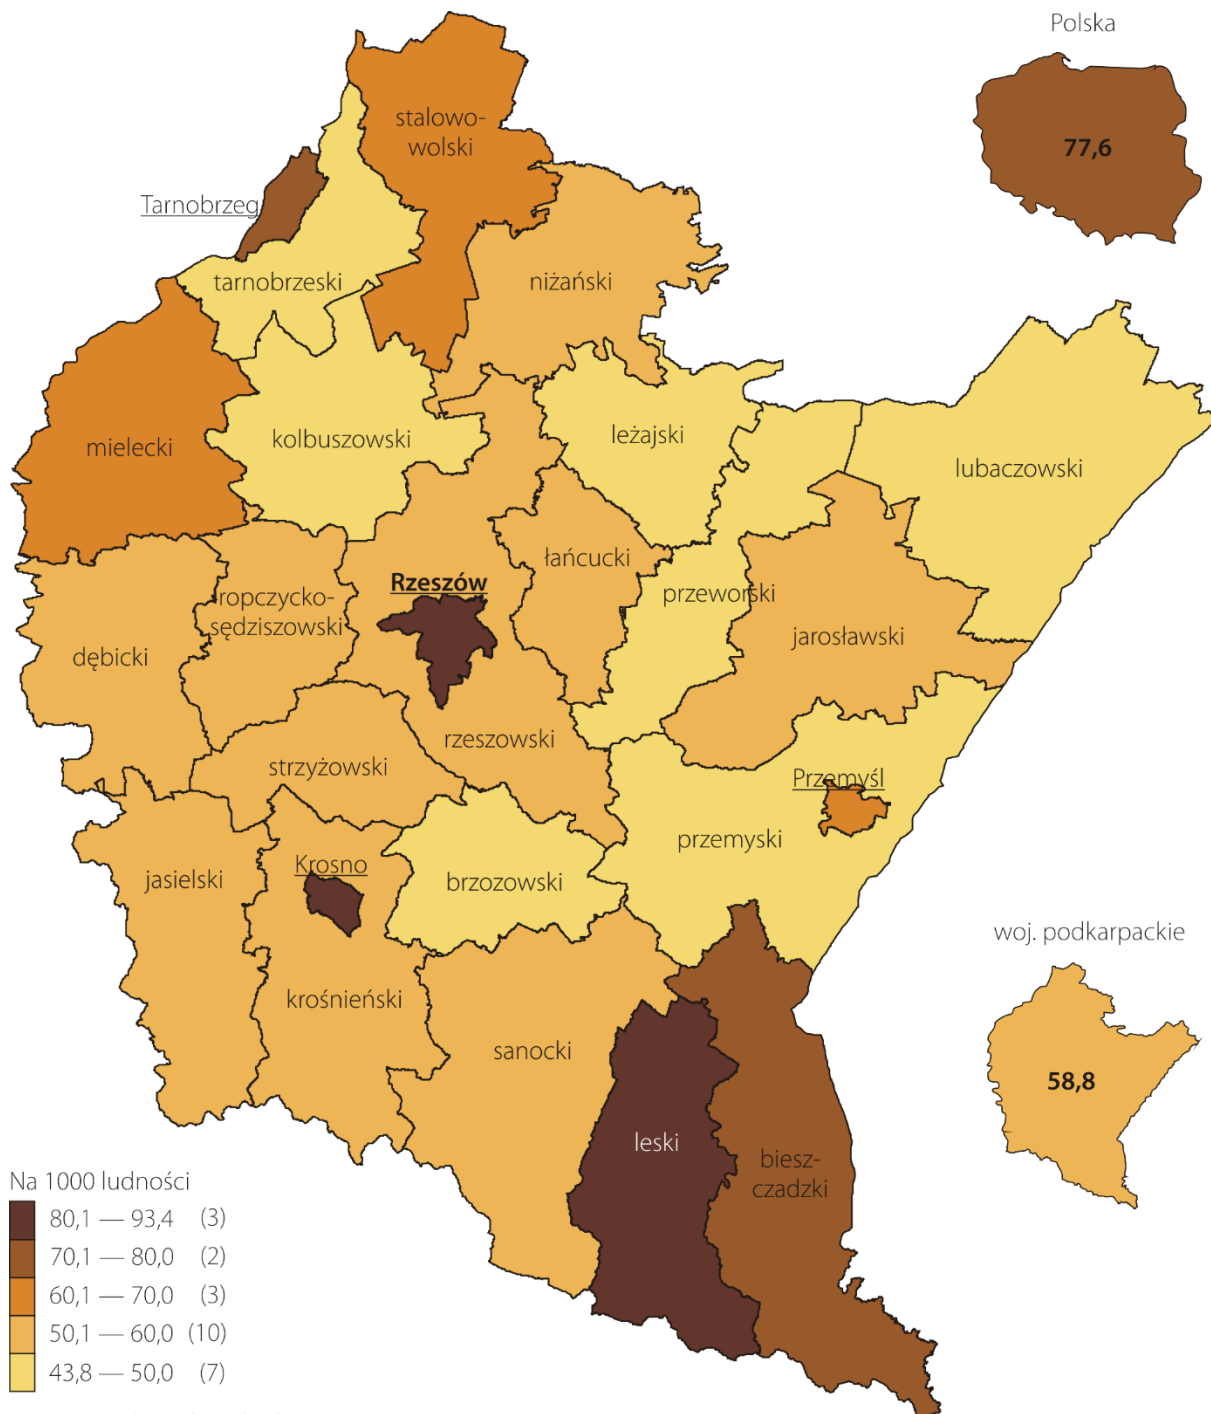 Polska
77,6
stalowo-
wolski
Tarnobrzeg
tarnobrzeski
niżański
mielecki
kolbuszowski
leżajski
lubaczowski
łańcucki
Rzeszów
ropczycko-
sędziszowski
przeworski
jarosławski
dębicki
rzeszowski
strzyżowski
Przemyśl
przemyski
Krosno
jasielski
brzozowski
woj. podkarpackie
58,8
krośnieński
sanocki
leski
biesz-
czadzki
Na 1000 ludności
80,1 — 93,4 (3)
70,1 — 80,0 (2)
60,1 — 70,0 (3)
50,1 — 60,0 (10)
43,8 — 50,0 (7)